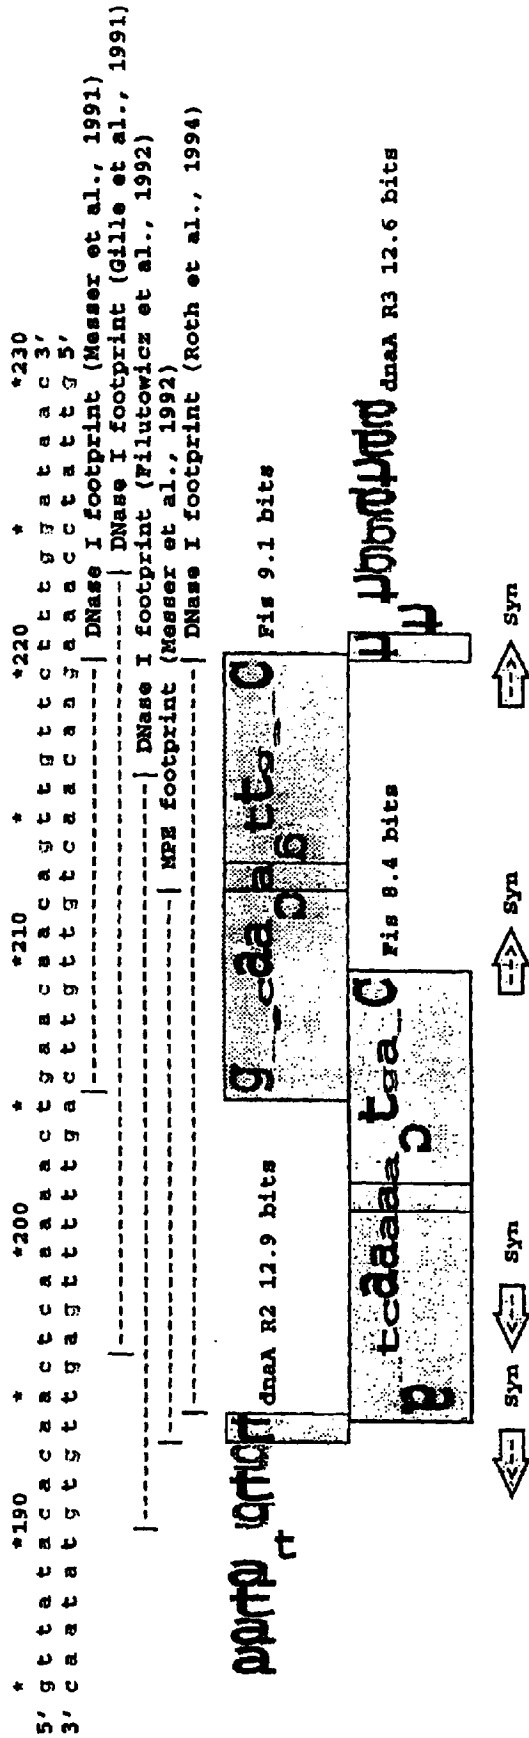 * *190 * *200 * *210 * *220 * *230
5' g t t a t a c a c a a c t c a a a a a c t g a a c a a c a g t t g t t c t t t g g a t a a c 3'
3' c a a t a t g t g t t g a g t t t t t g a c t t g t t g t c a a c a a g a a a c c t a t t g 5'
DNase I footprint (Messer et al., 1991)
DNase I footprint (Gille et al., 1991)
DNase I footprint (Filutowicz et al., 1992)
MPE footprint (Messer et al., 1992)
DNase I footprint (Roth et al., 1994)
dnaA R2 12.9 bits
Fis 9.1 bits
Fis 8.4 bits
dnaA R3 12.6 bits
Syn Syn Syn Syn